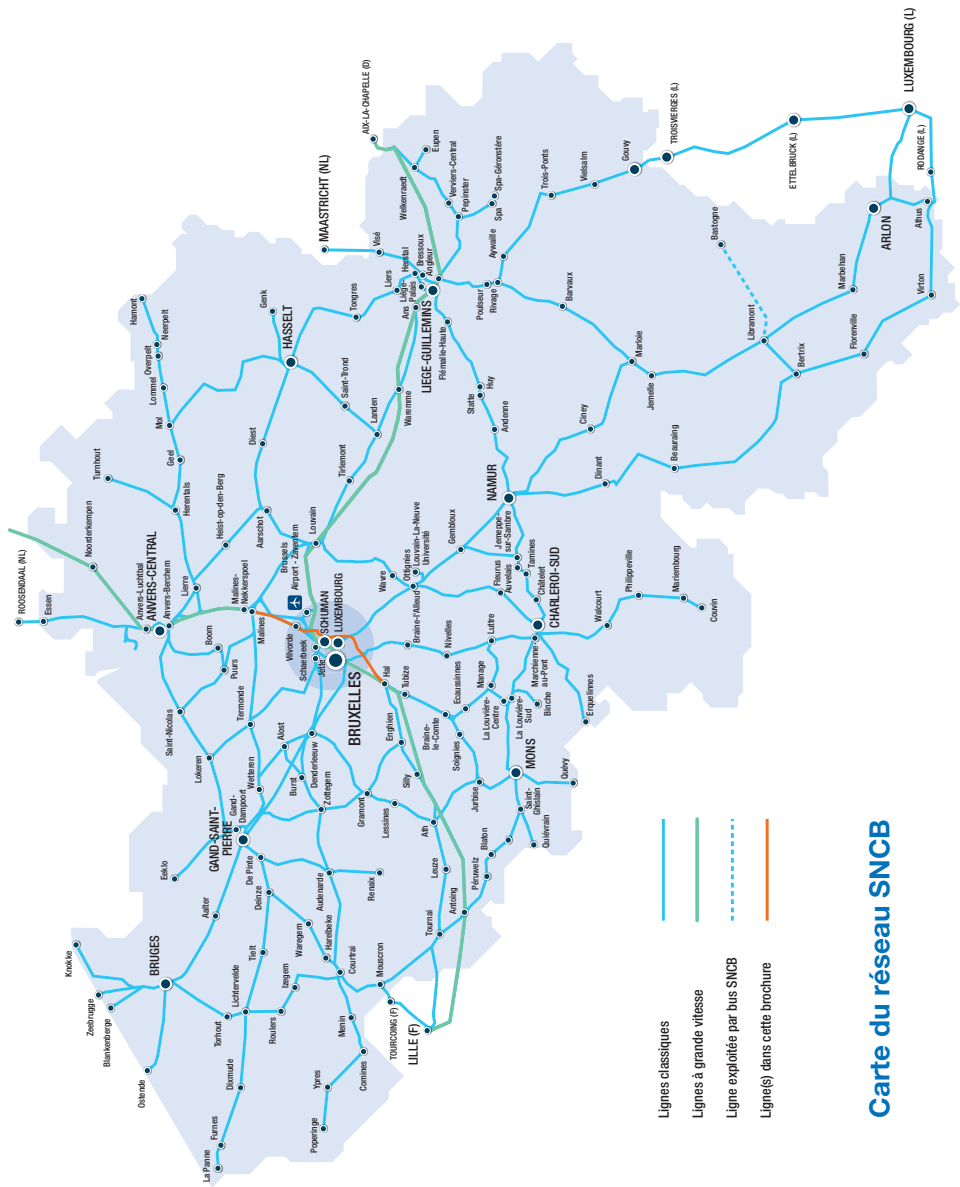 Knokke
Zeebrugge
Blankenberge
Ostende
BRUGES
Eeklo
Aalter
GAND-SAINT-
PIERRE
Gand-
Dampoort
De Pinte
Deinze
Tielt
Lichtervelde
Torhout
Roulers
Izegem
Dixmude
Furnes
La Panne
Poperinge
Ypres
Comines
Menin
Courtrai
Harelbeke
Waregem
Mouscron
TOURCOING (F)
LILLE (F)
Tournai
Antoing
Leuze
Péruwelz
Blaton
Ath
Audenarde
Renaix
Lessines
Gramont
Zottegem
Burst
Denderleeuw
Alost
Wetteren
Lokeren
Saint-Nicolas
Termonde
Puurs
Boom
ROOSENDAAL (NL)
Essen
Noorderkempen
Anvers-Luchtbal
ANVERS-CENTRAL
Anvers-Berchem
Lierre
Malines-
Nekkerspoel
Malines
Vilvorde
Schaerbeek
Jette
SCHUMAN
LUXEMBOURG
BRUXELLES
Brussels
Airport - Zaventem
Hal
Tubize
Enghien
Silly
Braine-
le-Comte
Soignies
Jurbise
Ecaussinnes
Manage
La Louvière-
Centre
La Louvière-
Sud
Binche
MONS
Saint-
Ghislain
Quiévrain
Quévy
Erquelinnes
Braine-l'Alleud
Nivelles
Luttre
Marchienne-
au-Pont
CHARLEROI-SUD
Châtelet
Tamines
Auvelais
Fleurus
Jemeppe-
sur-Sambre
Walcourt
Philippeville
Mariembourg
Couvin
Turnhout
Herentals
Geel
Mol
Lommel
Overpelt
Neerpelt
Hamont
Heist-op-den-Berg
Aarschot
Diest
HASSELT
Genk
Tongres
Saint-Trond
Landen
Tirlemont
Louvain
Wavre
Ottignies
Louvain-La-Neuve
Université
Gembloux
NAMUR
Waremme
Ans
LIEGE-GUILLEMINS
Liège-
Palais
Liers
Herstal
Bressoux
Angleur
Visé
MAASTRICHT (NL)
AIX-LA-CHAPELLE (D)
Welkenraedt
Eupen
Verviers-Central
Pepinster
Spa
Spa-Géronstère
Flémalle-Haute
Huy
Statte
Andenne
Poulseur
Rivage
Aywaille
Trois-Ponts
Vielsalm
Gouvy
TROISVIERGES (L)
ETTELBRUCK (L)
LUXEMBOURG (L)
RODANGE (L)
Barvaux
Marloie
Jemelle
Ciney
Dinant
Beauraing
Bastogne
Libramont
Bertrix
Florenville
Marbehan
Virton
ARLON
Athus
Lignes classiques
Lignes à grande vitesse
Ligne exploitée par bus SNCB
Ligne(s) dans cette brochure
Carte du réseau SNCB